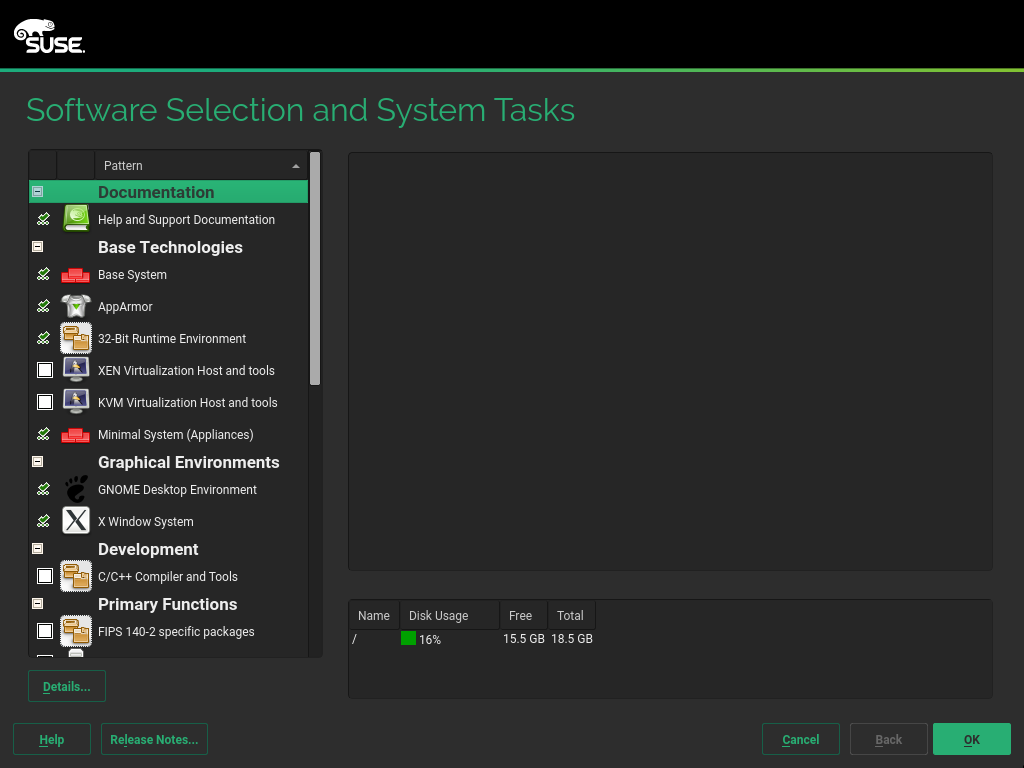 SUSE
Software Selection and System Tasks
Pattern
Documentation
Help and Support Documentation
Base Technologies
Base System
AppArmor
32-Bit Runtime Environment
XEN Virtualization Host and tools
KVM Virtualization Host and tools
Minimal System (Appliances)
Graphical Environments
GNOME Desktop Environment
X Window System
Development
C/C++ Compiler and Tools
Primary Functions
FIPS 140-2 specific packages
Name Disk Usage Free Total
/ 16% 15.5 GB 18.5 GB
Details...
Help Release Notes... Cancel Back OK